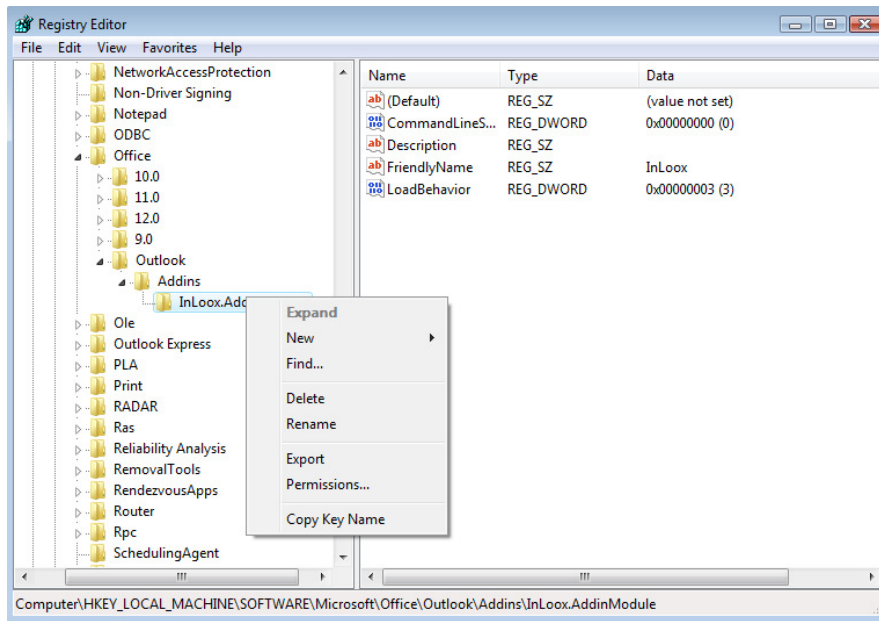 Registry Editor
File Edit View Favorites Help
NetworkAccessProtection
Non-Driver Signing
Notepad
ODBC
Office
10.0
11.0
12.0
9.0
Outlook
Addins
InLoox.Add
Ole
Outlook Express
PLA
Print
RADAR
Ras
Reliability Analysis
RemovalTools
RendezvousApps
Router
Rpc
SchedulingAgent
Expand
New
Find...
Delete
Rename
Export
Permissions...
Copy Key Name
Name Type Data
(Default) REG_SZ (value not set)
CommandLineS... REG_DWORD 0x00000000 (0)
Description REG_SZ
FriendlyName REG_SZ InLoox
LoadBehavior REG_DWORD 0x00000003 (3)
Computer\HKEY_LOCAL_MACHINE\SOFTWARE\Microsoft\Office\Outlook\Addins\InLoox.AddinModule